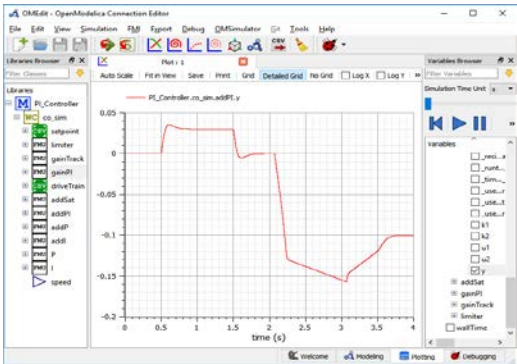 OMEdit - OpenModelica Connection Editor
File Edit View Simulation FMI Export Debug OMSimulator Git Tools Help
Libraries Browser
Filter Classes
Libraries
PI_Controller
co_sim
setpoint
limiter
gainTrack
gainPI
driveTrain
addSat
addPI
addP
addI
P
I
speed
Plot : 1
Auto Scale Fit in View Save Print Grid Detailed Grid No Grid Log X Log Y
PI_Controller.co_sim.addPI.y
0.05
0
-0.05
-0.1
-0.15
-0.2
0 0.5 1 1.5 2 2.5 3 3.5 4
time (s)
Variables Browser
Filter Variables
Simulation Time Unit s
Variables
k1
k2
u1
u2
y
addSat
gainPI
gainTrack
limiter
wallTime
Welcome Modeling Plotting Debugging